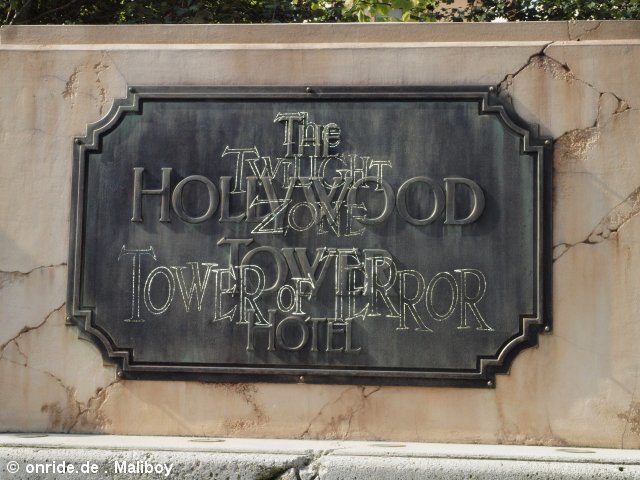 The
Twilight
HOLLYWOOD
ZONE
TOWER
TOWER OF TERROR
HOTEL
© onride.de . Maliboy